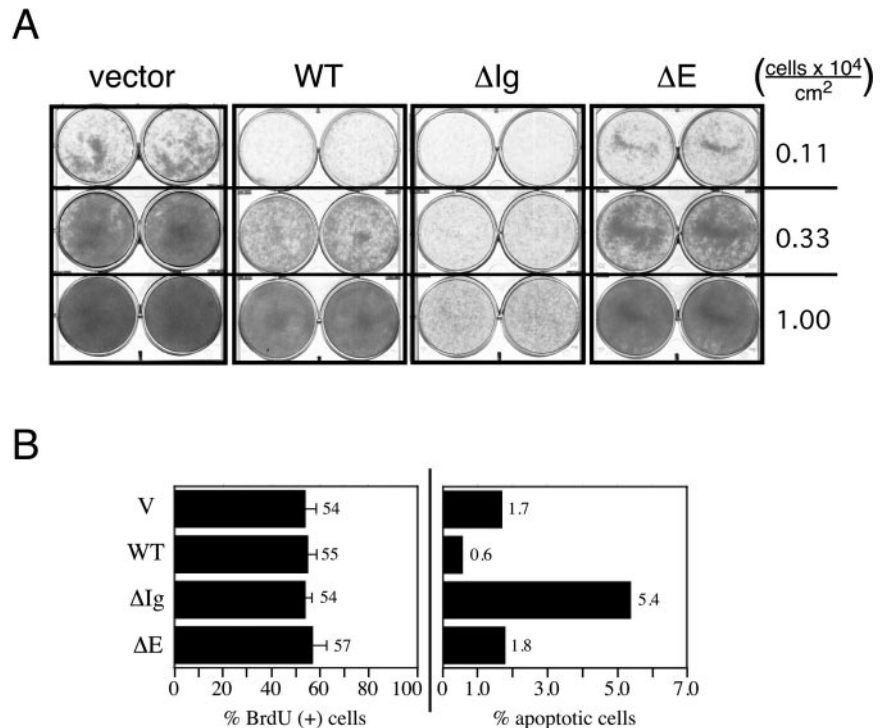 A
vector WT ΔIg ΔE (cells x 10⁴ / cm²)
0.11
0.33
1.00
B
V 54 1.7
WT 55 0.6
ΔIg 54 5.4
ΔE 57 1.8
0 20 40 60 80 100 0 1.0 3.0 5.0 7.0
% BrdU (+) cells % apoptotic cells